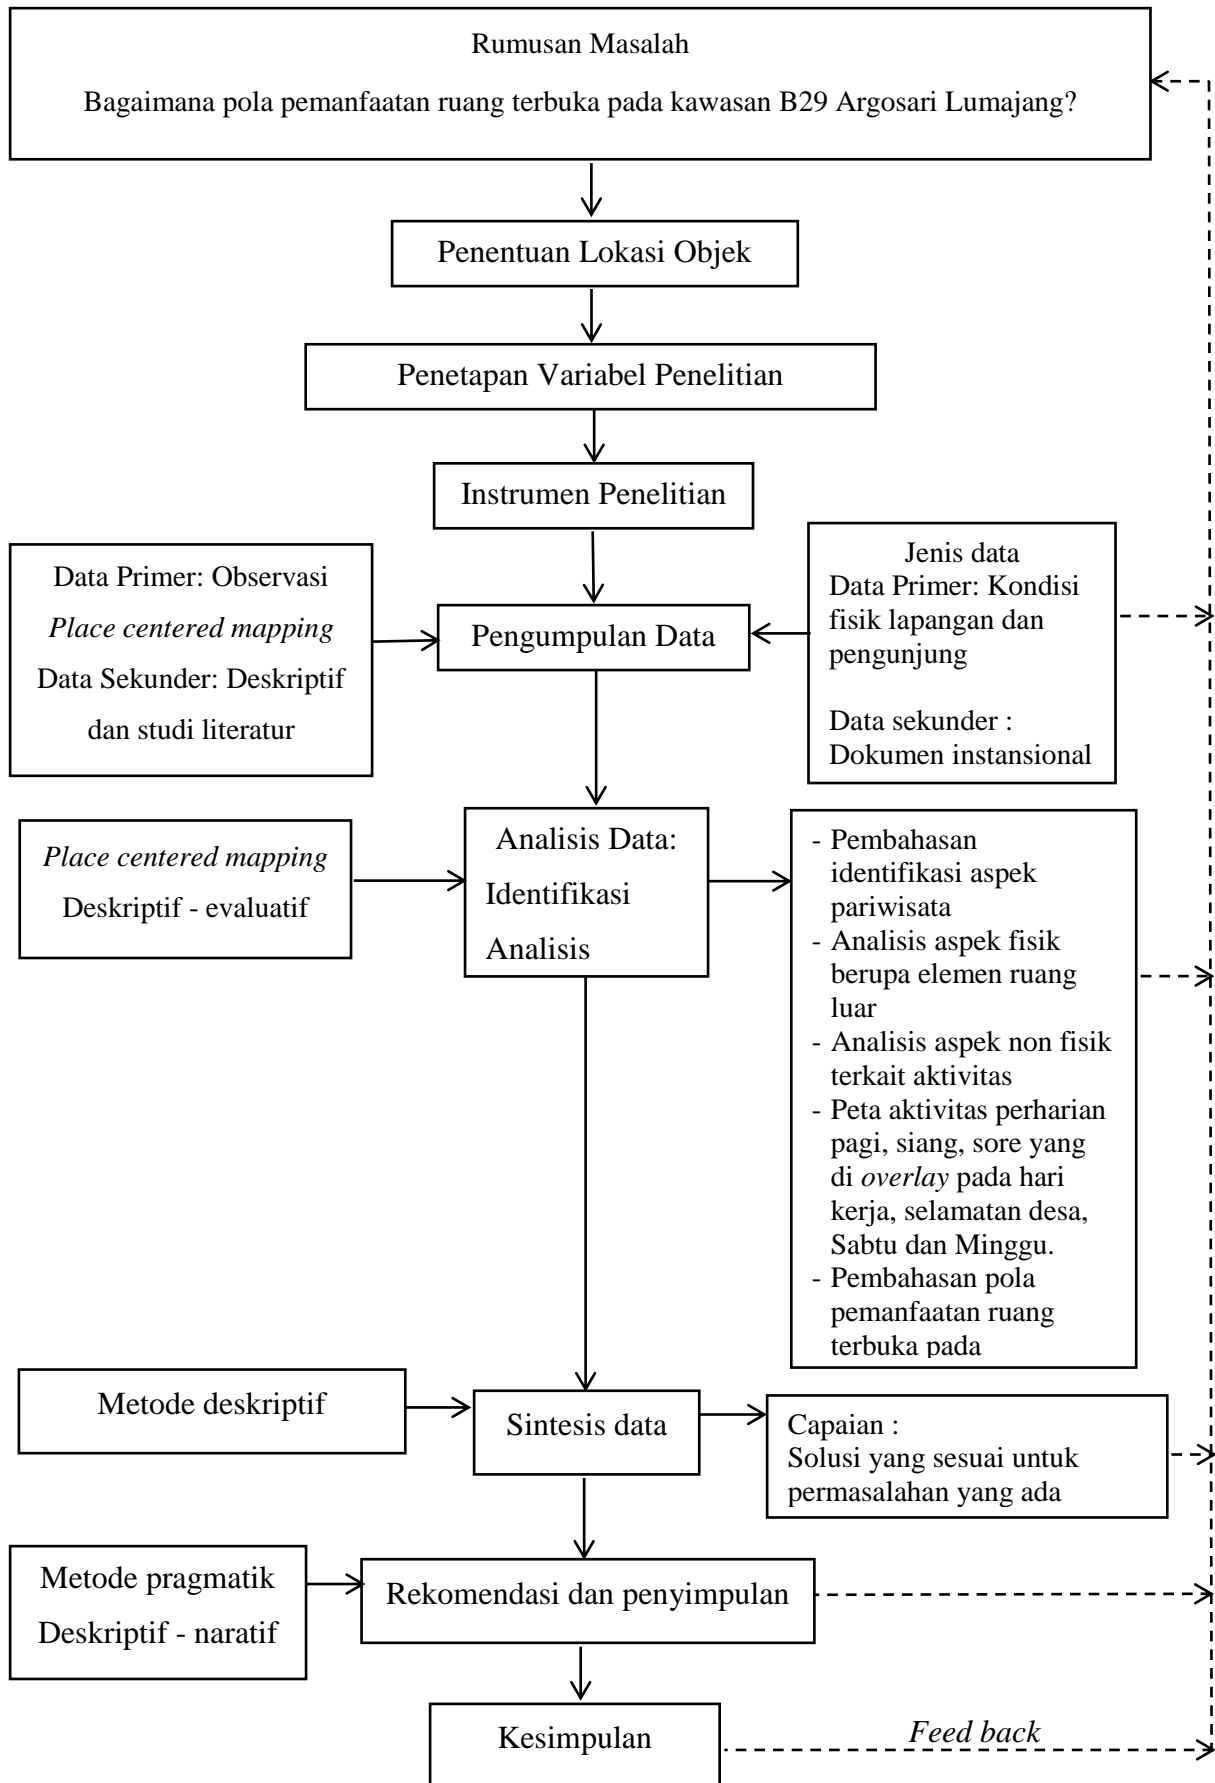 Rumusan Masalah
Bagaimana pola pemanfaatan ruang terbuka pada kawasan B29 Argosari Lumajang?
Penentuan Lokasi Objek
Penetapan Variabel Penelitian
Instrumen Penelitian
Data Primer: Observasi
Place centered mapping
Data Sekunder: Deskriptif
dan studi literatur
Pengumpulan Data
Jenis data
Data Primer: Kondisi
fisik lapangan dan
pengunjung
Data sekunder :
Dokumen instansional
Place centered mapping
Deskriptif - evaluatif
Analisis Data:
Identifikasi
Analisis
- Pembahasan
identifikasi aspek
pariwisata
- Analisis aspek fisik
berupa elemen ruang
luar
- Analisis aspek non fisik
terkait aktivitas
- Peta aktivitas perharian
pagi, siang, sore yang
di overlay pada hari
kerja, selamatan desa,
Sabtu dan Minggu.
- Pembahasan pola
pemanfaatan ruang
terbuka pada
Metode deskriptif
Sintesis data
Capaian :
Solusi yang sesuai untuk
permasalahan yang ada
Metode pragmatik
Deskriptif - naratif
Rekomendasi dan penyimpulan
Kesimpulan
Feed back